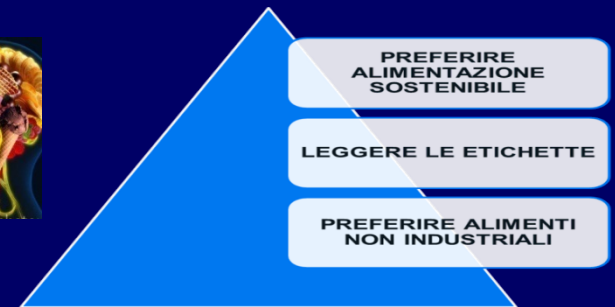 PREFERIRE
ALIMENTAZIONE
SOSTENIBILE
LEGGERE LE ETICHETTE
PREFERIRE ALIMENTI
NON INDUSTRIALI